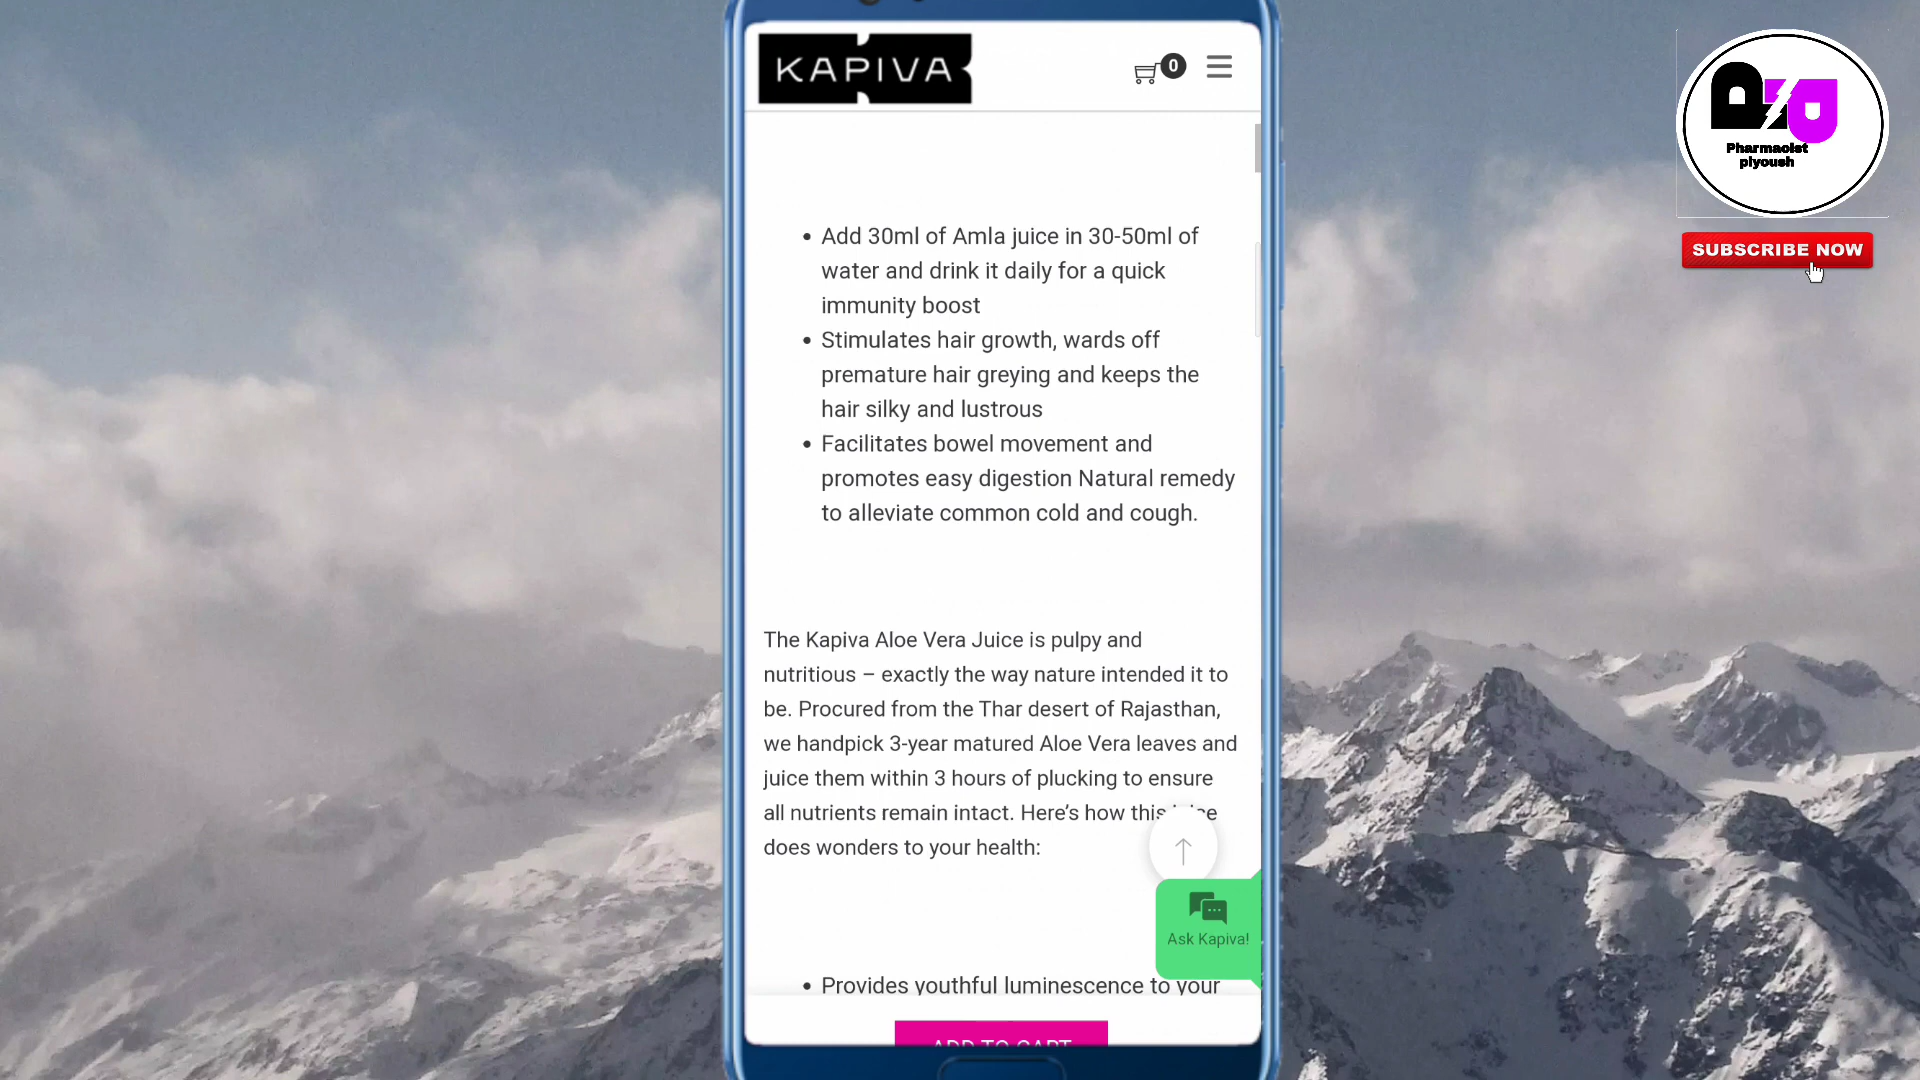 KAPIVA
0
Add 30ml of Amla juice in 30-50ml of
water and drink it daily for a quick
immunity boost
Stimulates hair growth, wards off
premature hair greying and keeps the
hair silky and lustrous
Facilitates bowel movement and
promotes easy digestion Natural remedy
to alleviate common cold and cough.
The Kapiva Aloe Vera Juice is pulpy and
nutritious – exactly the way nature intended it to
be. Procured from the Thar desert of Rajasthan,
we handpick 3-year matured Aloe Vera leaves and
juice them within 3 hours of plucking to ensure
all nutrients remain intact. Here’s how this juice
does wonders to your health:
Ask Kapiva!
Provides youthful luminescence to your
ADD TO CART
Pharmacist
piyoush
SUBSCRIBE NOW